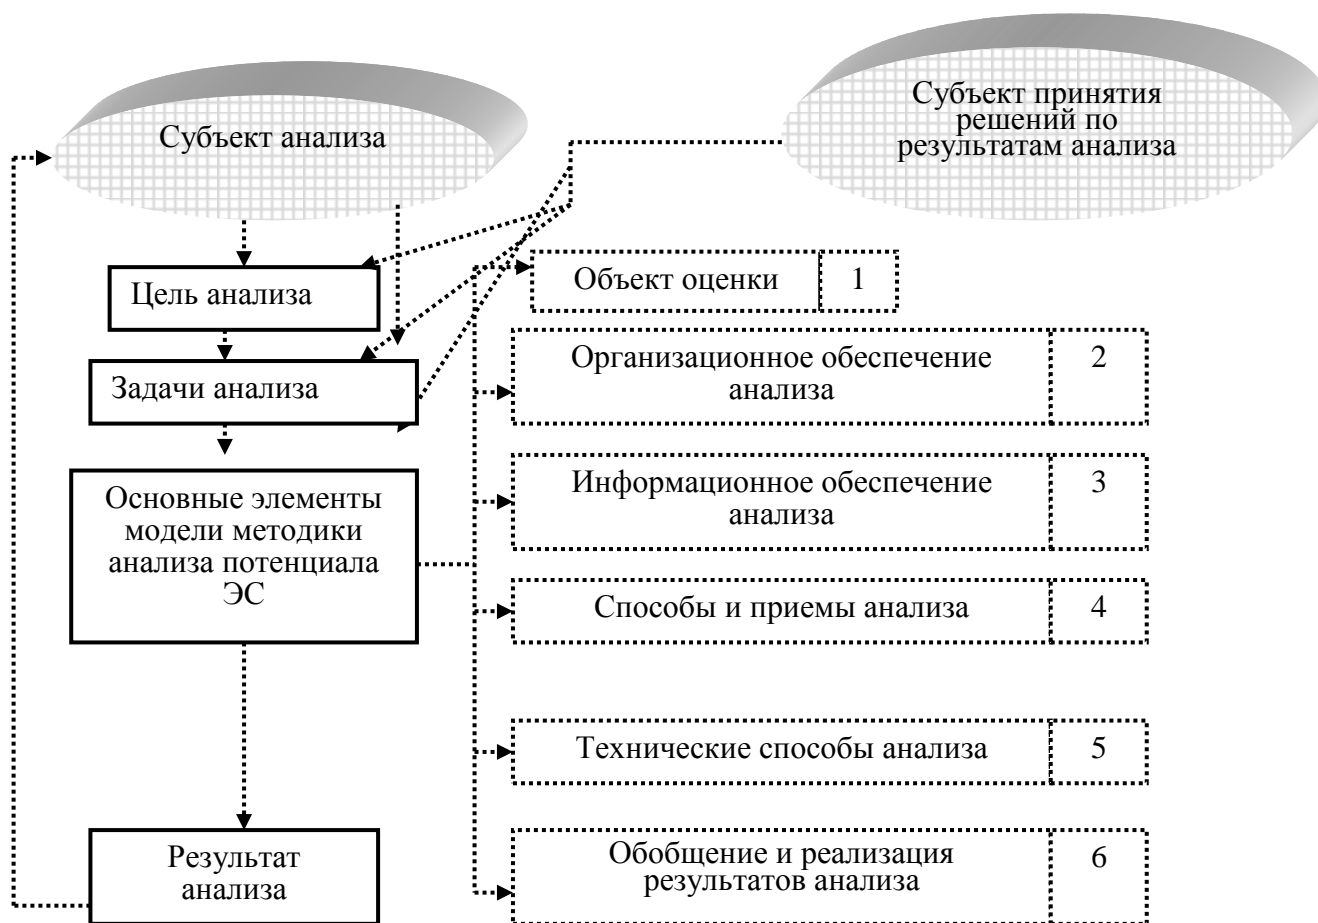 Субъект анализа
Субъект принятия
решений по
результатам анализа
Цель анализа
Объект оценки 1
Задачи анализа
Организационное обеспечение 2
анализа
Основные элементы
модели методики
анализа потенциала
ЭС
Информационное обеспечение 3
анализа
Способы и приемы анализа 4
Технические способы анализа 5
Результат
анализа
Обобщение и реализация 6
результатов анализа